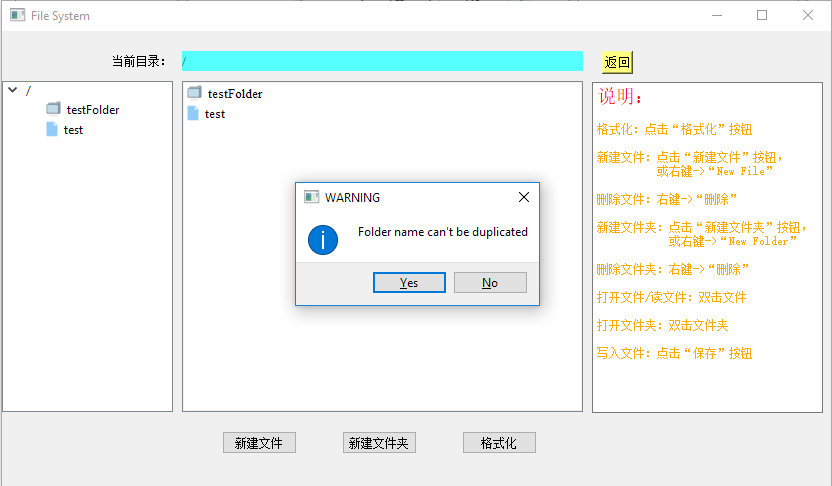 File System
当前目录：
/
返回
/
testFolder
test
testFolder
test
WARNING
Folder name can't be duplicated
Yes
No
说明：
格式化：点击“格式化”按钮
新建文件：点击“新建文件”按钮，
或右键->“New File”
删除文件：右键->“删除”
新建文件夹：点击“新建文件夹”按钮，
或右键->“New Folder”
删除文件夹：右键->“删除”
打开文件/读文件：双击文件
打开文件夹：双击文件夹
写入文件：点击“保存”按钮
新建文件
新建文件夹
格式化